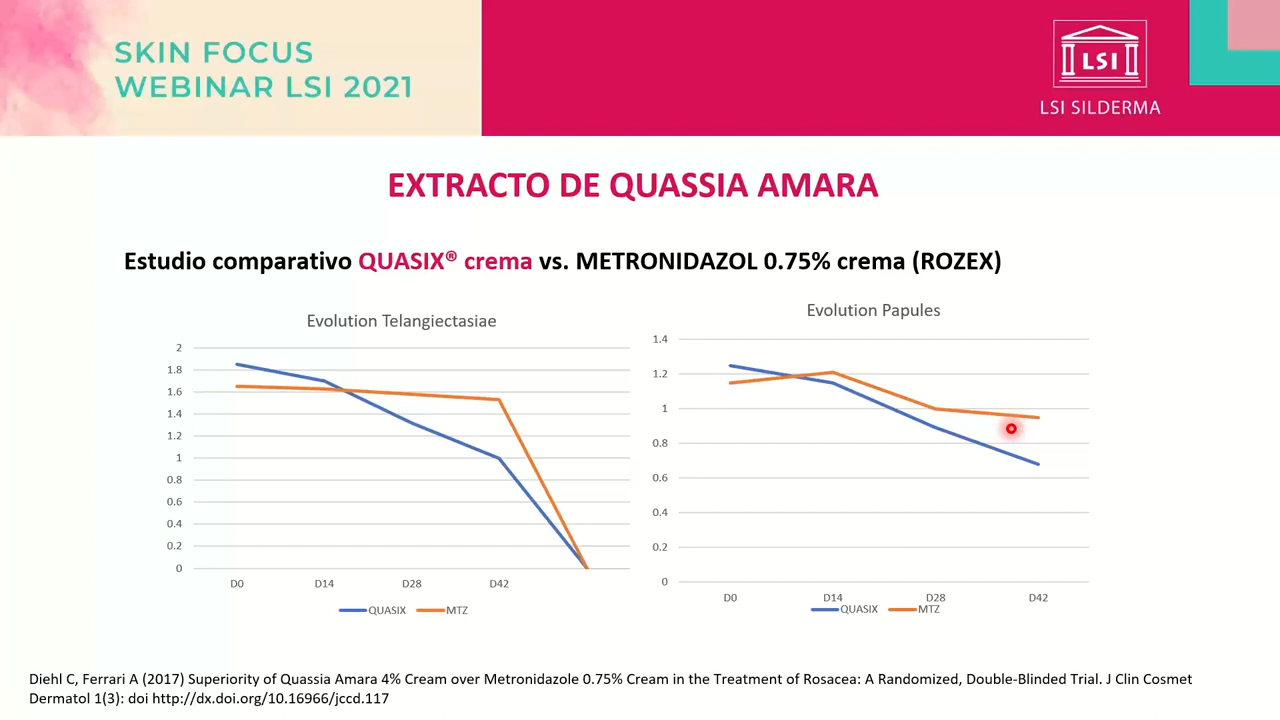 SKIN FOCUS
WEBINAR LSI 2021
LSI
LSI SILDERMA
EXTRACTO DE QUASSIA AMARA
Estudio comparativo QUASIX® crema vs. METRONIDAZOL 0.75% crema (ROZEX)
Evolution Telangiectasiae
2
1.8
1.6
1.4
1.2
1
0.8
0.6
0.4
0.2
0
D0 D14 D28 D42
QUASIX MTZ
Evolution Papules
1.4
1.2
1
0.8
0.6
0.4
0.2
0
D0 D14 D28 D42
QUASIX MTZ
Diehl C, Ferrari A (2017) Superiority of Quassia Amara 4% Cream over Metronidazole 0.75% Cream in the Treatment of Rosacea: A Randomized, Double-Blinded Trial. J Clin Cosmet
Dermatol 1(3): doi http://dx.doi.org/10.16966/jccd.117